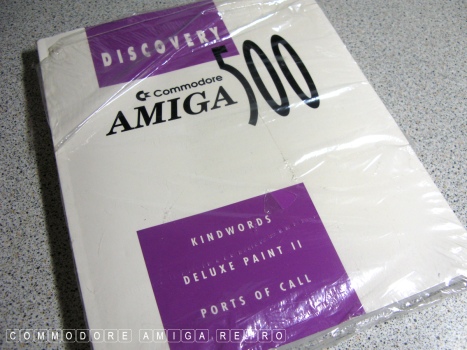 DISCOVERY
Commodore
AMIGA 500
KINDWORDS
DELUXE PAINT II
PORTS OF CALL
COMMODORE AMIGA RETRO